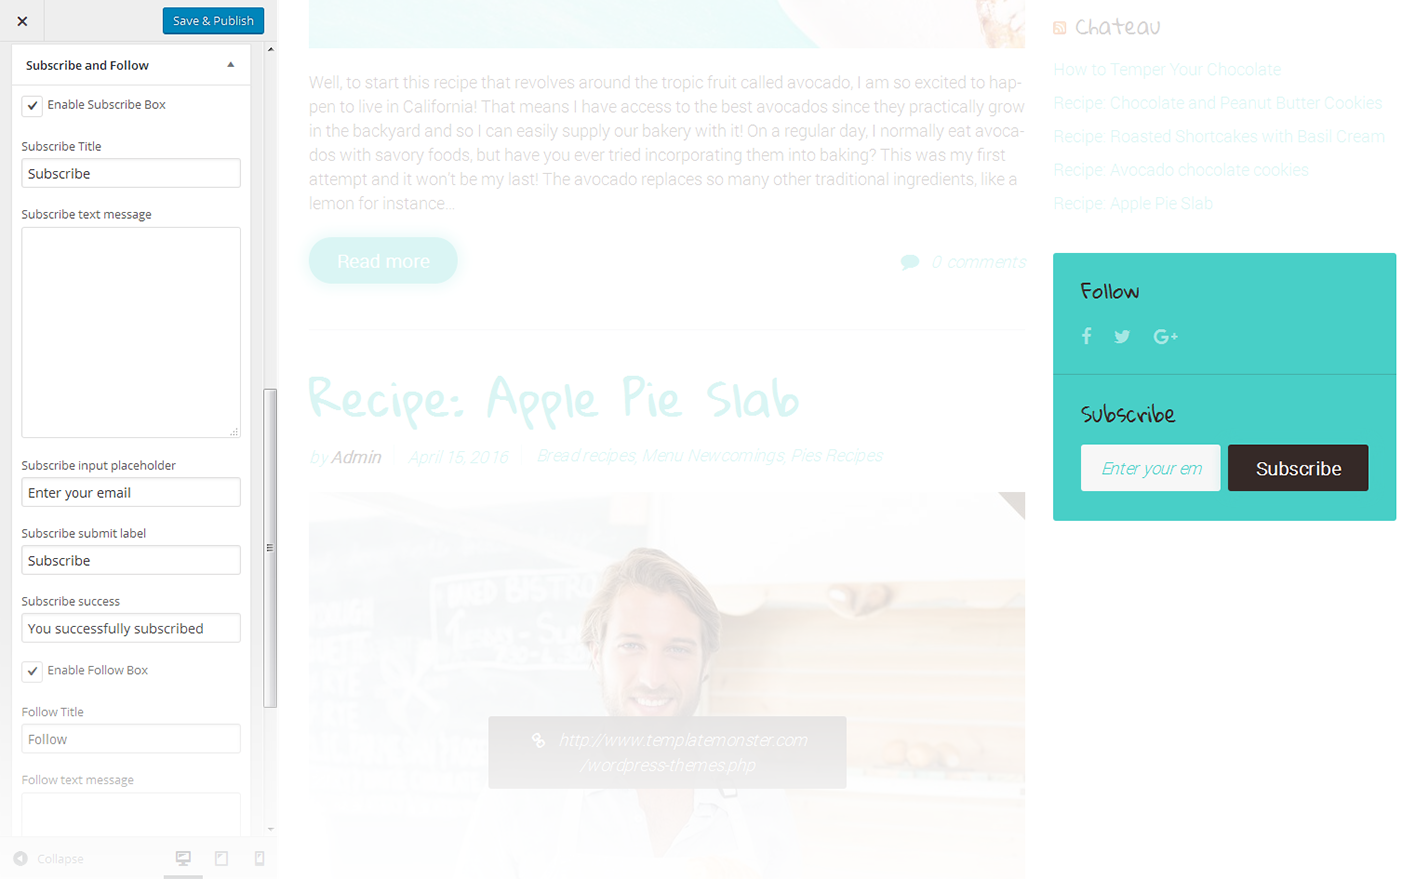 Save & Publish
Subscribe and Follow
Enable Subscribe Box
Subscribe Title
Subscribe
Subscribe text message
Subscribe input placeholder
Enter your email
Subscribe submit label
Subscribe
Subscribe success
You successfully subscribed
Enable Follow Box
Follow Title
Follow
Follow text message
Collapse
Well, to start this recipe that revolves around the tropic fruit called avocado, I am so excited to hap-
pen to live in California! That means I have access to the best avocados since they practically grow
in the backyard and so I can easily supply our bakery with it! On a regular day, I normally eat avoca-
dos with savory foods, but have you ever tried incorporating them into baking? This was my first
attempt and it won't be my last! The avocado replaces so many other traditional ingredients, like a
lemon for instance...
Read more
0 comments
Recipe: Apple Pie Slab
by Admin April 15, 2016 Bread recipes, Menu Newcomings, Pies Recipes
http://www.templatemonster.com
/wordpress-themes.php
Chateau
How to Temper Your Chocolate
Recipe: Chocolate and Peanut Butter Cookies
Recipe: Roasted Shortcakes with Basil Cream
Recipe: Avocado chocolate cookies
Recipe: Apple Pie Slab
Follow
Subscribe
Enter your em
Subscribe